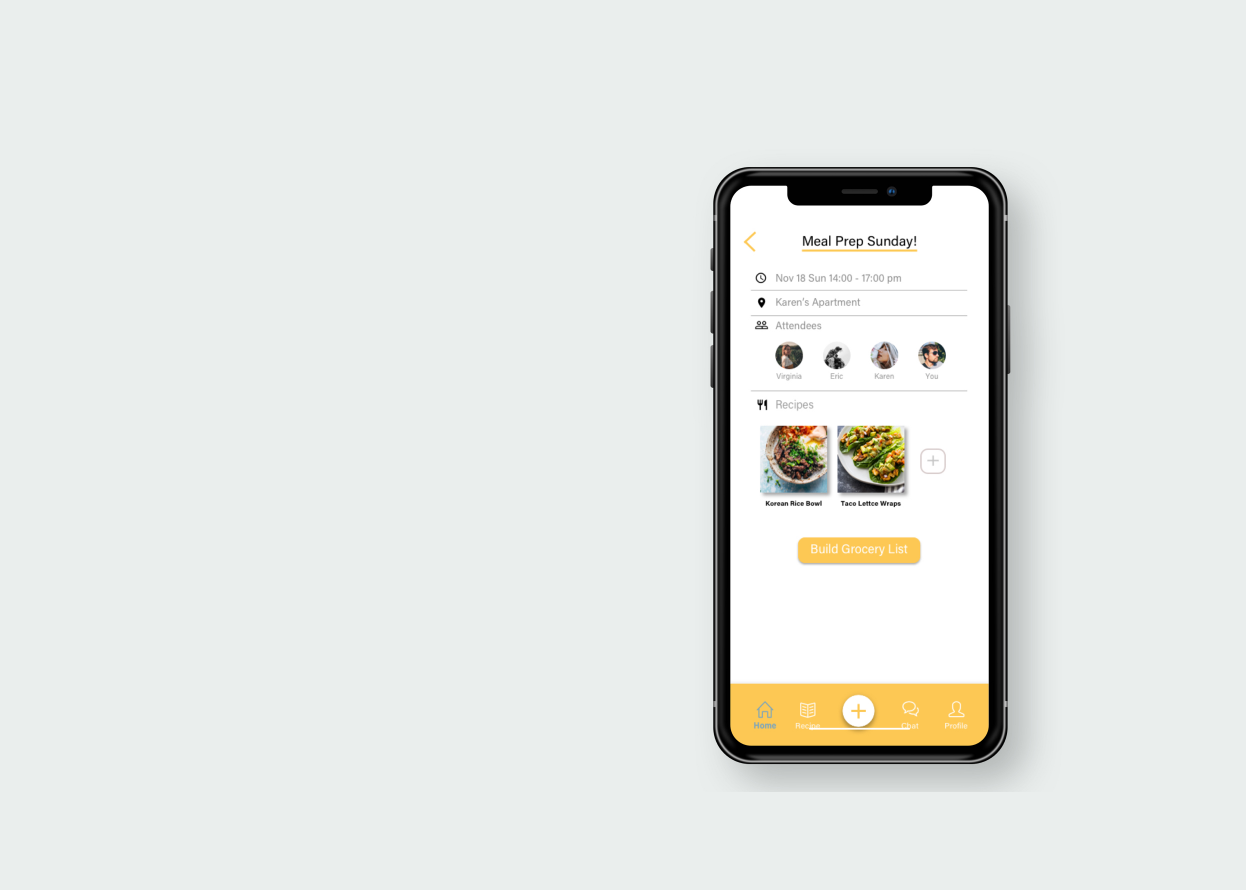 Meal Prep Sunday!
Nov 18 Sun 14:00 - 17:00 pm
Karen's Apartment
Attendees
Virginia Eric Karen You
Recipes
Korean Rice Bowl Taco Lettce Wraps
Build Grocery List
Home Recipe Chat Profile